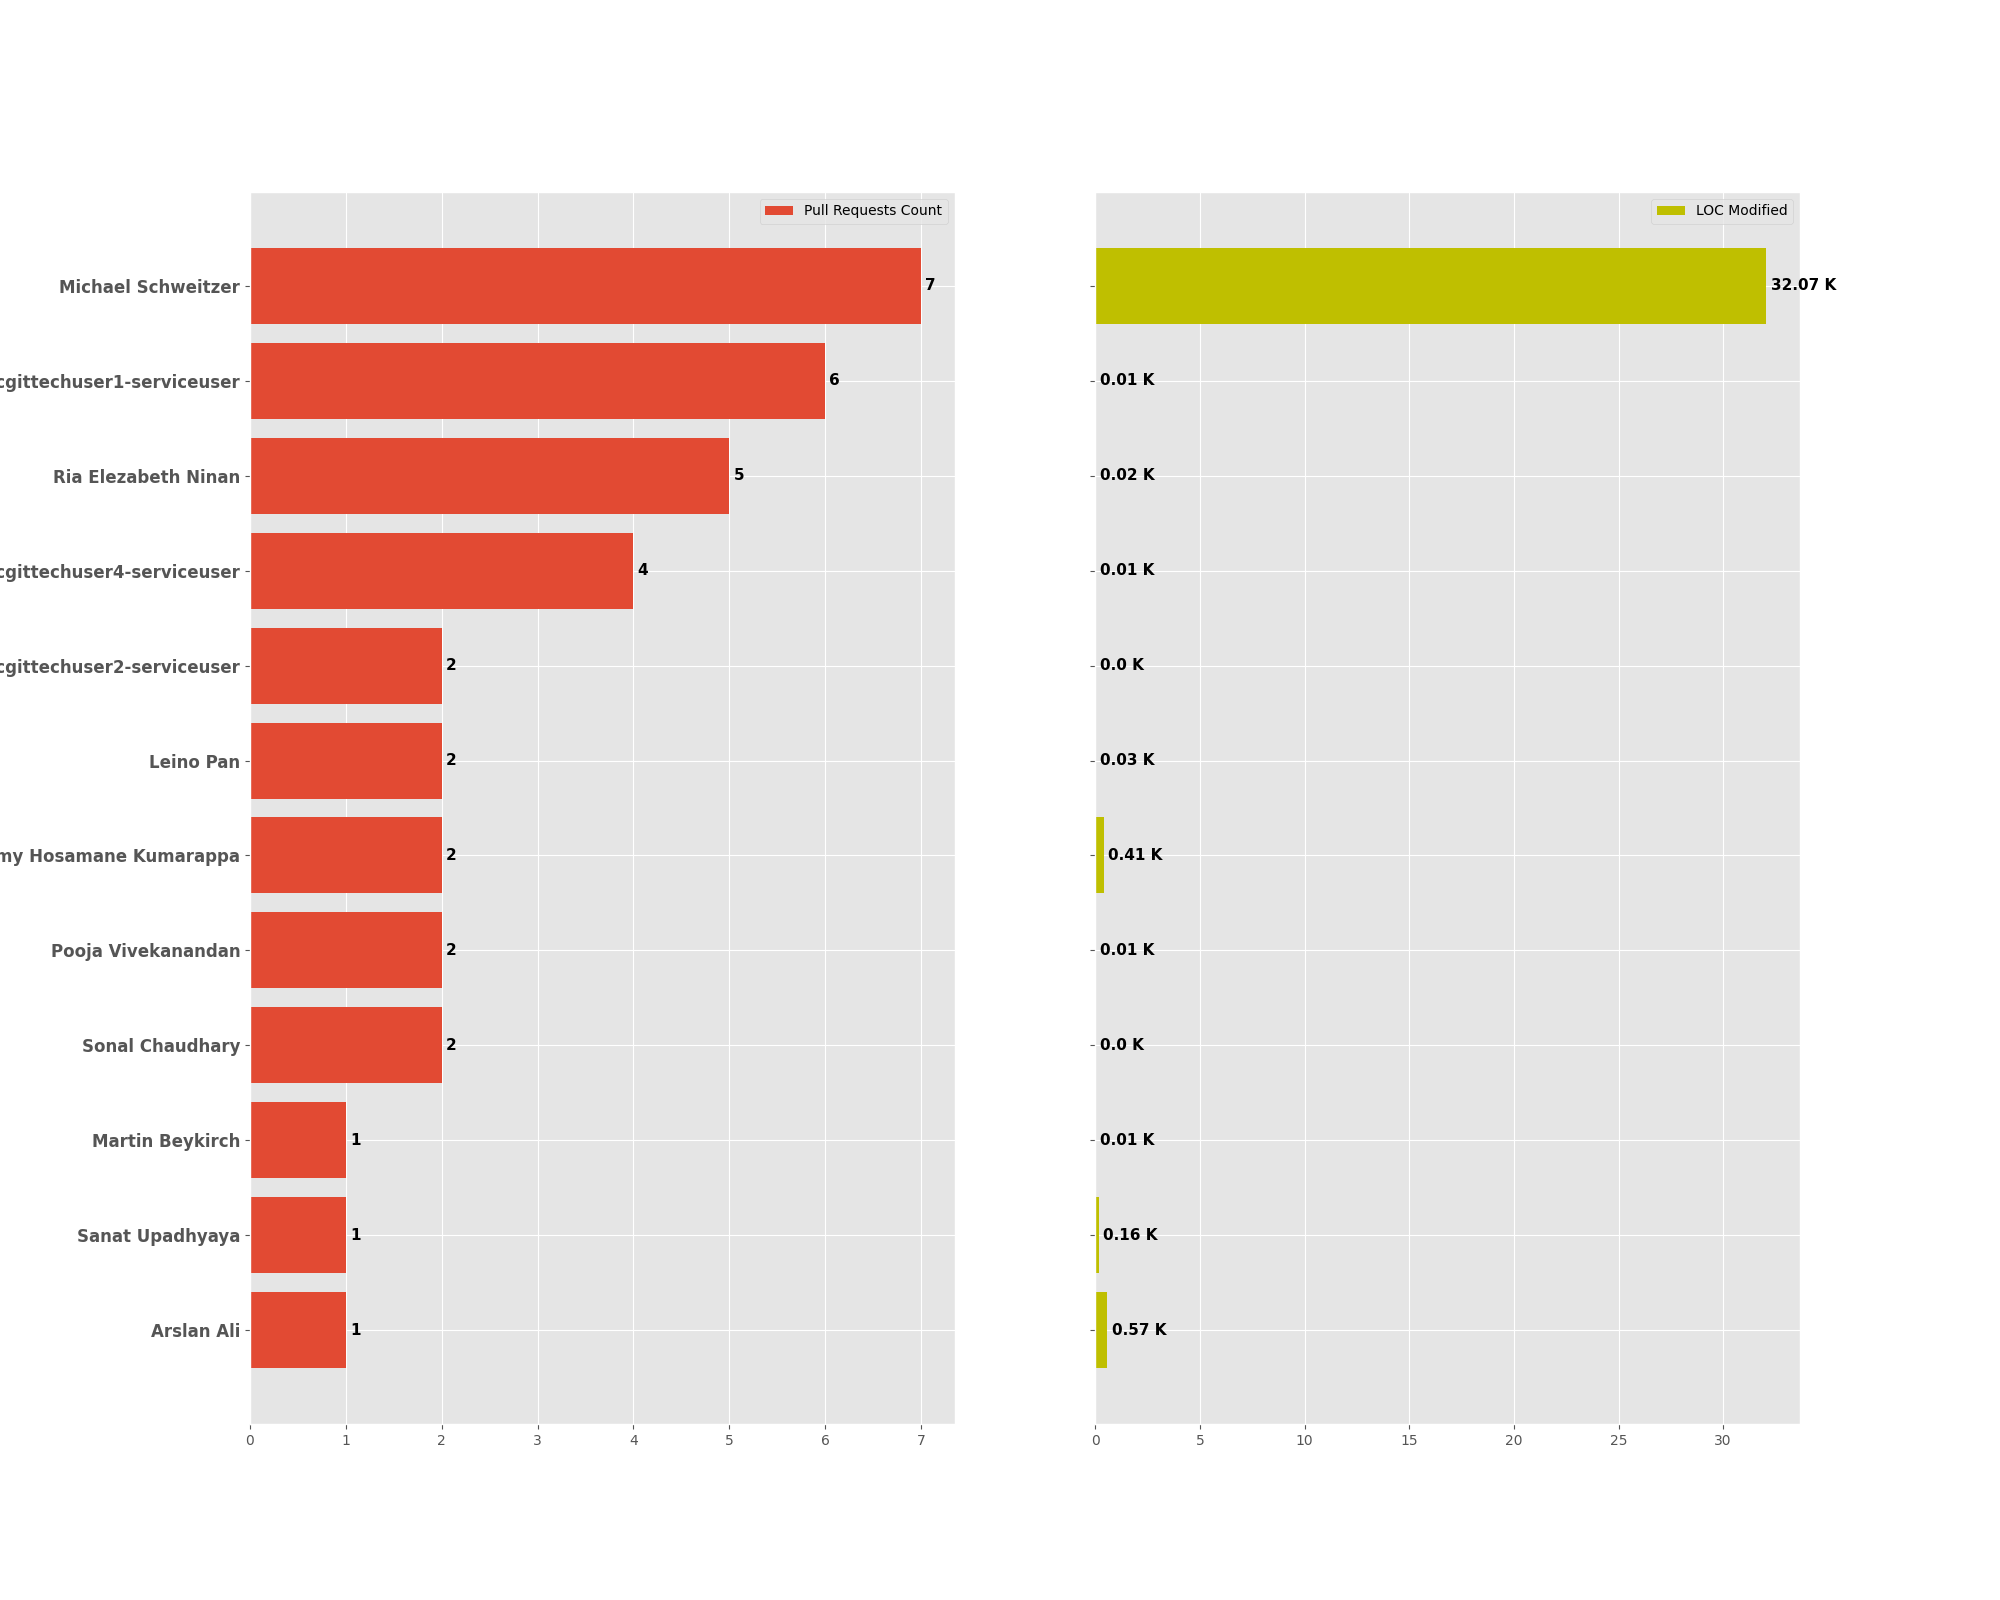 Pull Requests Count
LOC Modified
Michael Schweitzer
7
32.07 K
cgittechuser1-serviceuser
6
0.01 K
Ria Elezabeth Ninan
5
0.02 K
cgittechuser4-serviceuser
4
0.01 K
cgittechuser2-serviceuser
2
0.0 K
Leino Pan
2
0.03 K
my Hosamane Kumarappa
2
0.41 K
Pooja Vivekanandan
2
0.01 K
Sonal Chaudhary
2
0.0 K
Martin Beykirch
1
0.01 K
Sanat Upadhyaya
1
0.16 K
Arslan Ali
1
0.57 K
0 1 2 3 4 5 6 7
0 5 10 15 20 25 30